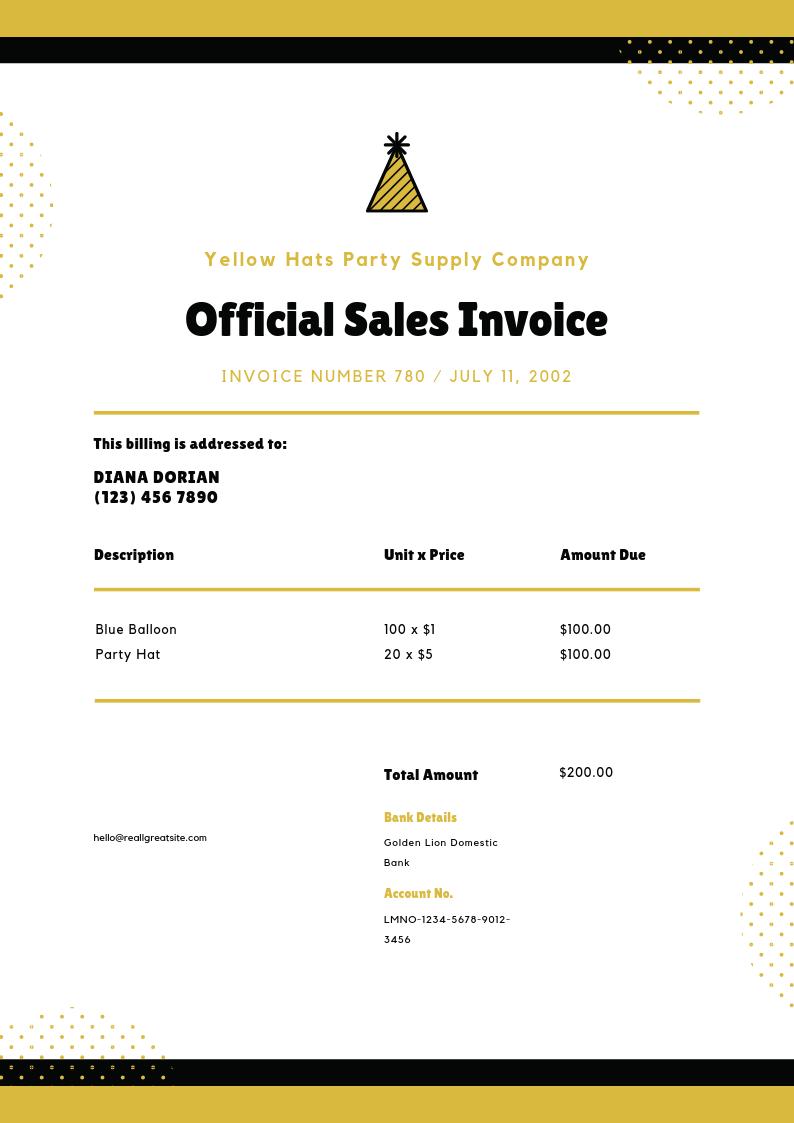 Yellow Hats Party Supply Company
Official Sales Invoice
INVOICE NUMBER 780 / JULY 11, 2002
This billing is addressed to:
DIANA DORIAN
(123) 456 7890
Description Unit x Price Amount Due
Blue Balloon 100 x $1 $100.00
Party Hat 20 x $5 $100.00
Total Amount $200.00
Bank Details
hello@reallgreatsite.com
Golden Lion Domestic
Bank
Account No.
LMNO-1234-5678-9012-
3456